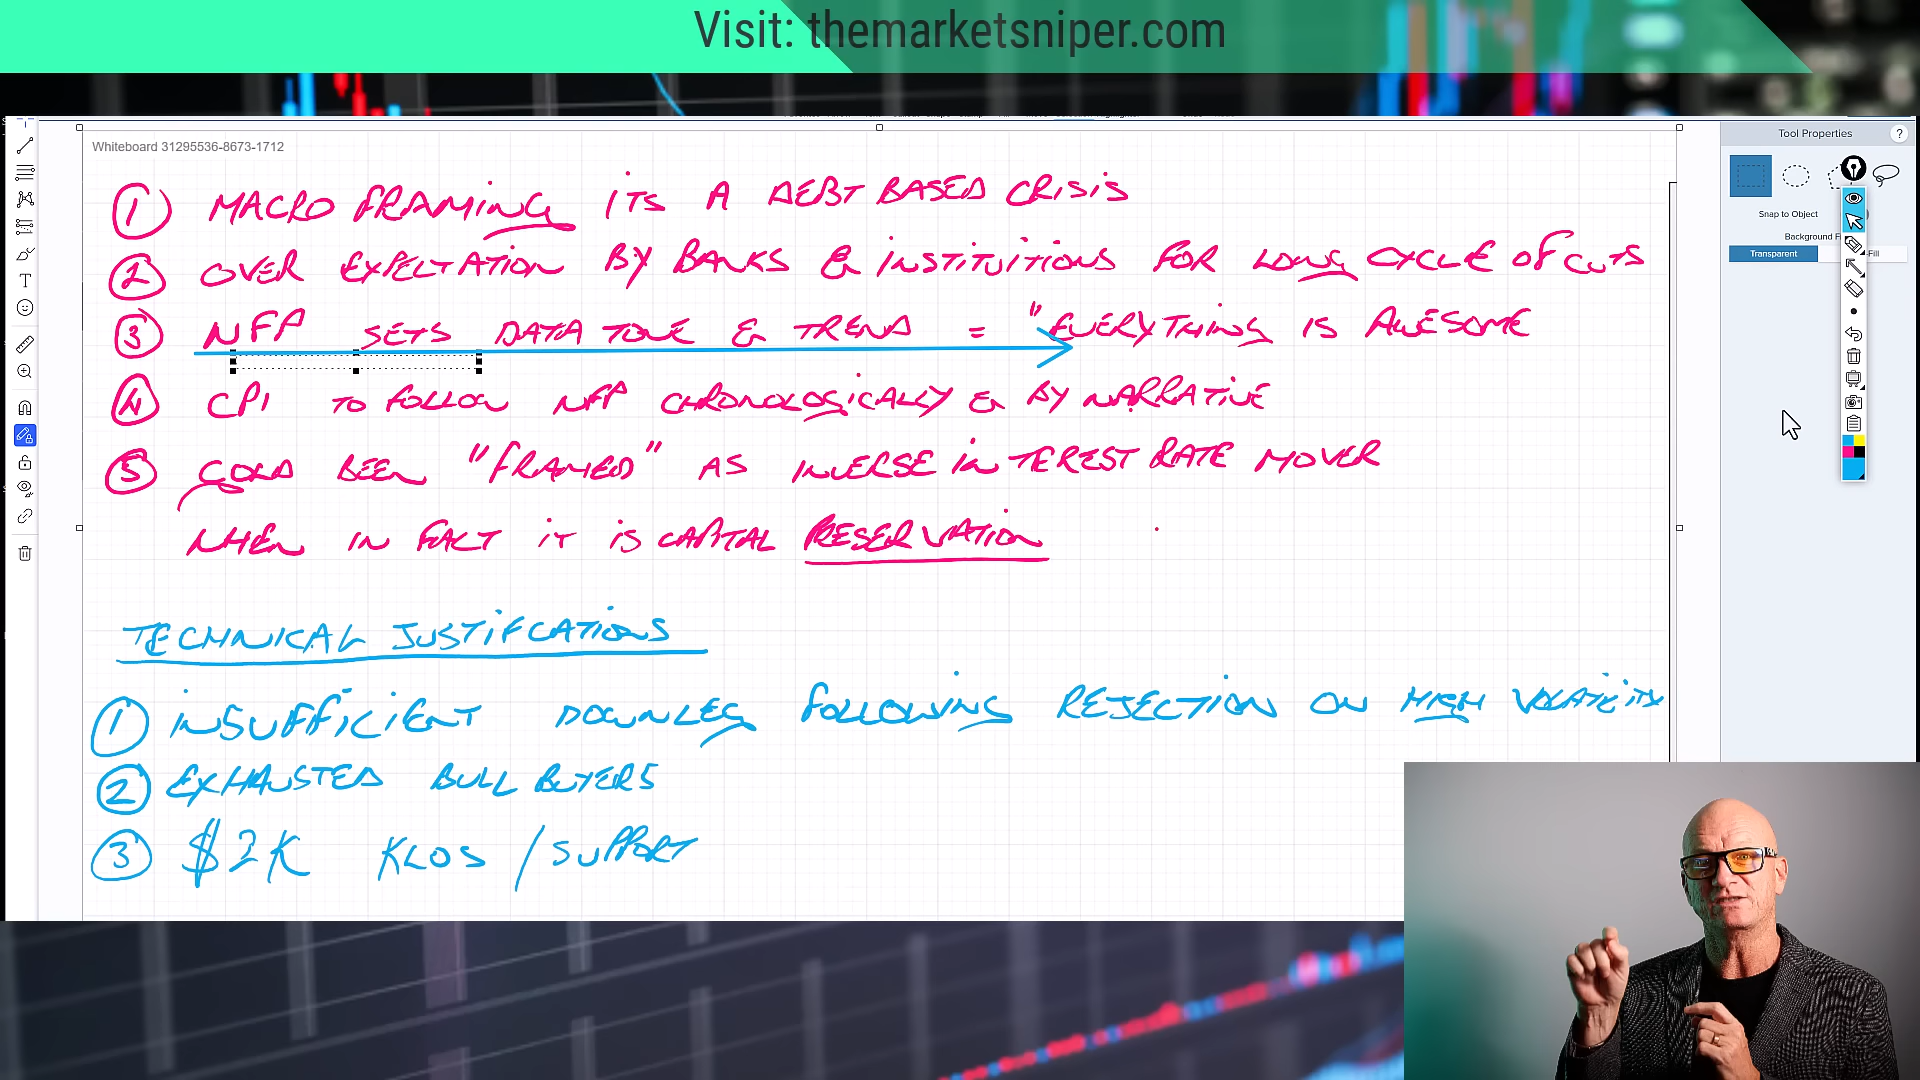 Visit: themarketsniper.com
Whiteboard 31295536-8673-1712
Tool Properties
?
Snap to Object
Transparent
Fill
1 MACRO FRAMING ITS A DEBT BASED CRISIS
2 OVER EXPECTATION BY BANKS & INSTITUITIONS FOR LONG CYCLE OF CUTS
3 NFP SETS DATA TONE & TREND = "EVERYTHING IS AWESOME
4 CPI TO FOLLOW NFP CHRONOLOGICALLY & BY NARRATIVE
5 GOLD BEEN "FRAMED" AS INVERSE INTEREST RATE MOVER
WHEN IN FACT IT IS CAPITAL PRESERVATION
TECHNICAL JUSTIFCATIONS
1 INSUFFICIENT DOWNLEG FOLLOWING REJECTION ON HIGH VOLATILITY
2 EXHAUSTED BULL BUYERS
3 $2K KLOS / SUPPORT